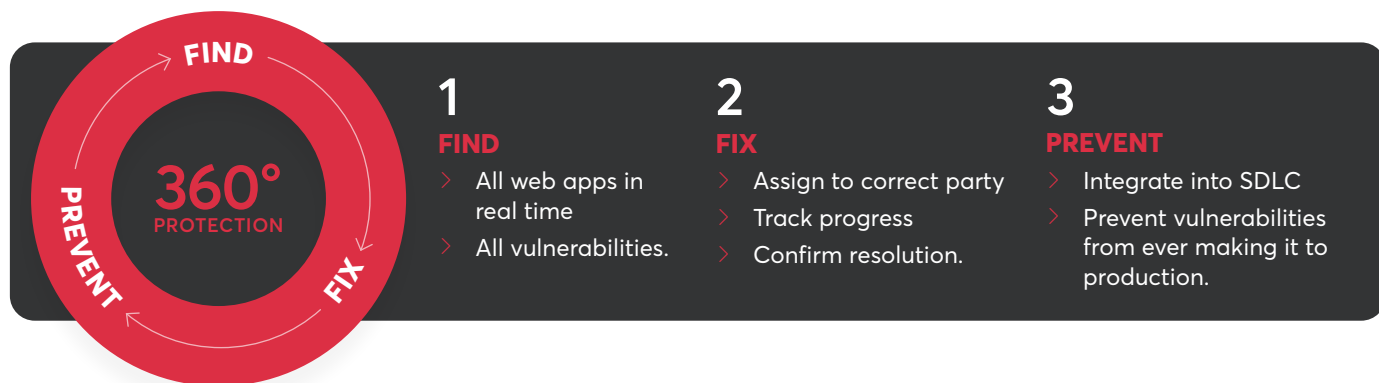 FIND
FIX
PREVENT
360°
PROTECTION
1
FIND
All web apps in
real time
All vulnerabilities.
2
FIX
Assign to correct party
Track progress
Confirm resolution.
3
PREVENT
Integrate into SDLC
Prevent vulnerabilities
from ever making it to
production.